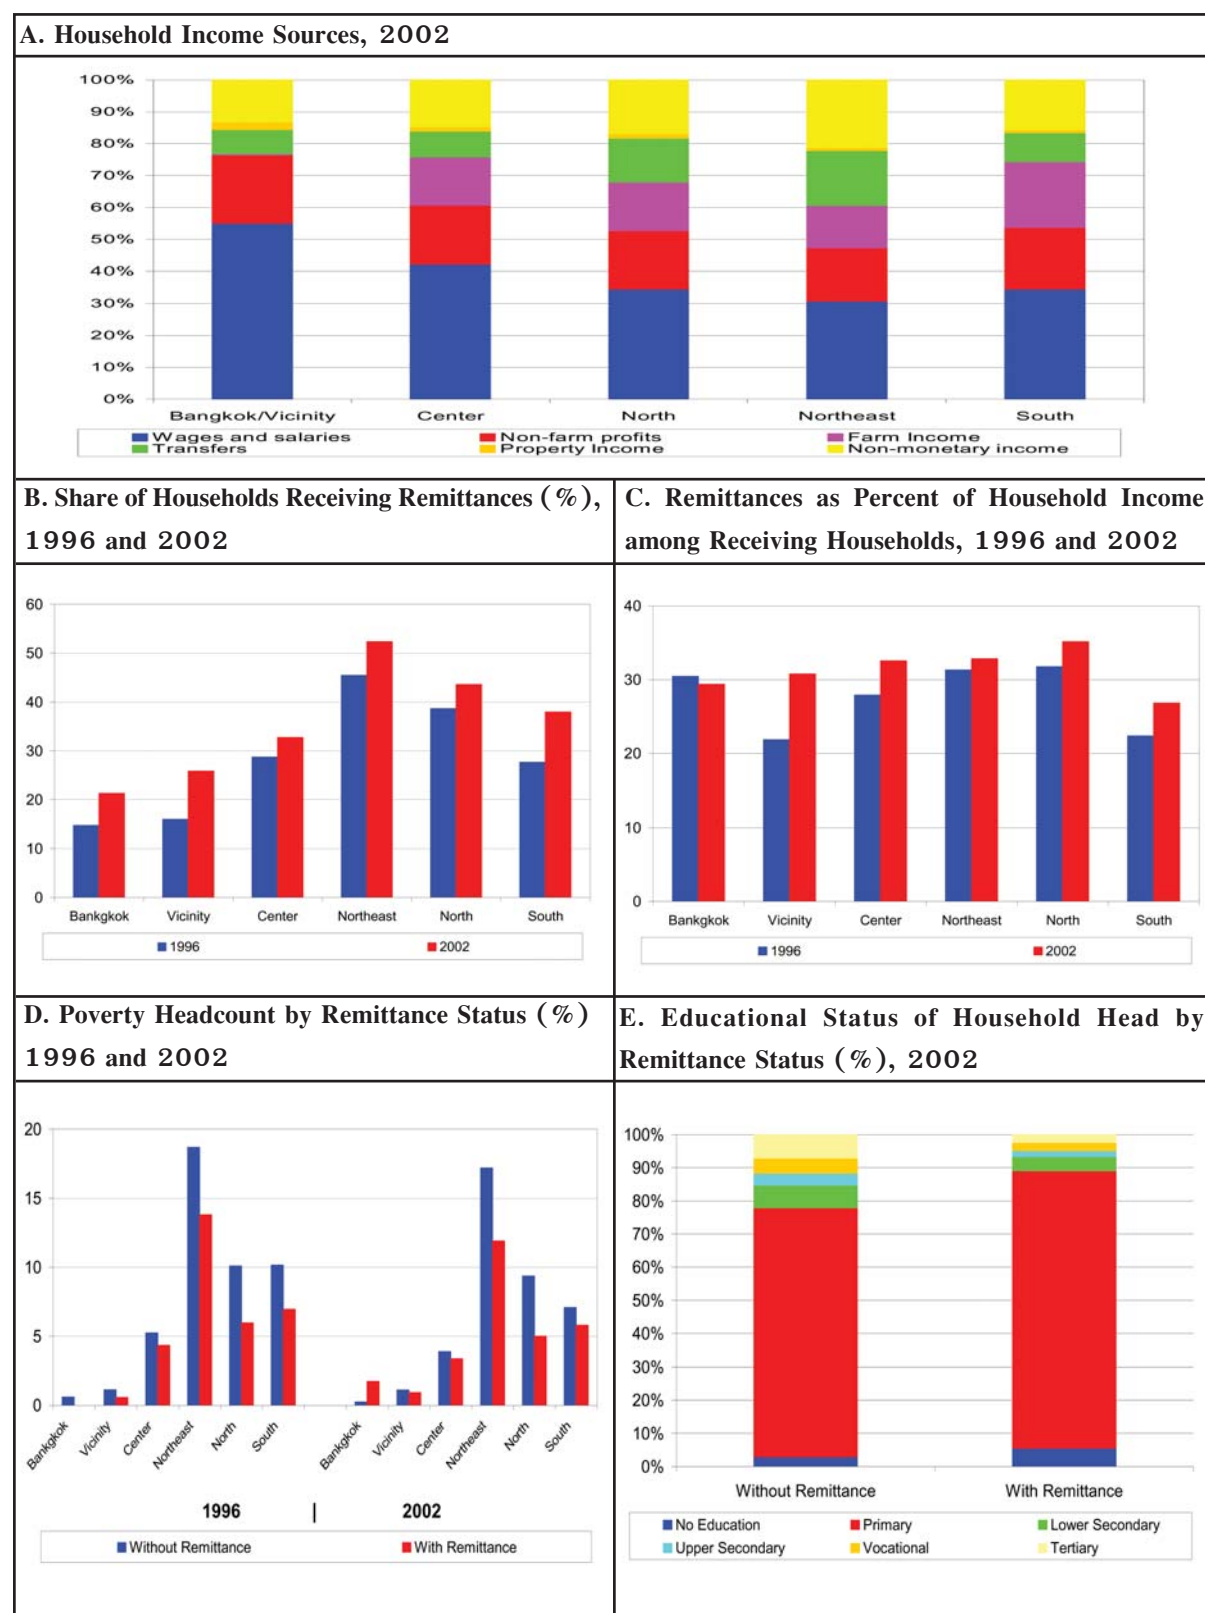 A. Household Income Sources, 2002
100%
90%
80%
70%
60%
50%
40%
30%
20%
10%
0%
Bangkok/Vicinity Center North Northeast South
Wages and salaries Non-farm profits Farm Income
Transfers Property Income Non-monetary income
B. Share of Households Receiving Remittances (%),
1996 and 2002
C. Remittances as Percent of Household Income
among Receiving Households, 1996 and 2002
60
50
40
30
20
10
0
Bankgkok Vicinity Center Northeast North South
1996 2002
40
30
20
10
0
Bankgkok Vicinity Center Northeast North South
1996 2002
D. Poverty Headcount by Remittance Status (%)
1996 and 2002
E. Educational Status of Household Head by
Remittance Status (%), 2002
20
15
10
5
0
Bankgkok Vicinity Center Northeast North South Bankgkok Vicinity Center Northeast North South
1996 | 2002
Without Remittance With Remittance
100%
90%
80%
70%
60%
50%
40%
30%
20%
10%
0%
Without Remittance With Remittance
No Education Primary Lower Secondary
Upper Secondary Vocational Tertiary